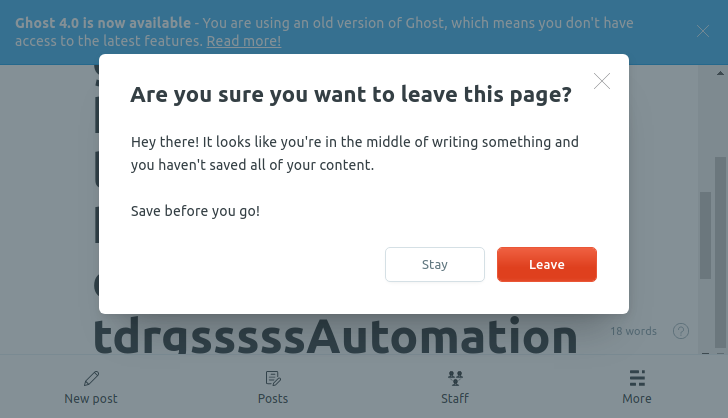 Ghost 4.0 is now available - You are using an old version of Ghost, which means you don't have
access to the latest features. Read more!
Are you sure you want to leave this page?
Hey there! It looks like you're in the middle of writing something and
you haven't saved all of your content.
Save before you go!
Stay
Leave
tdrgsssssAutomation
18 words
?
New post
Posts
Staff
More